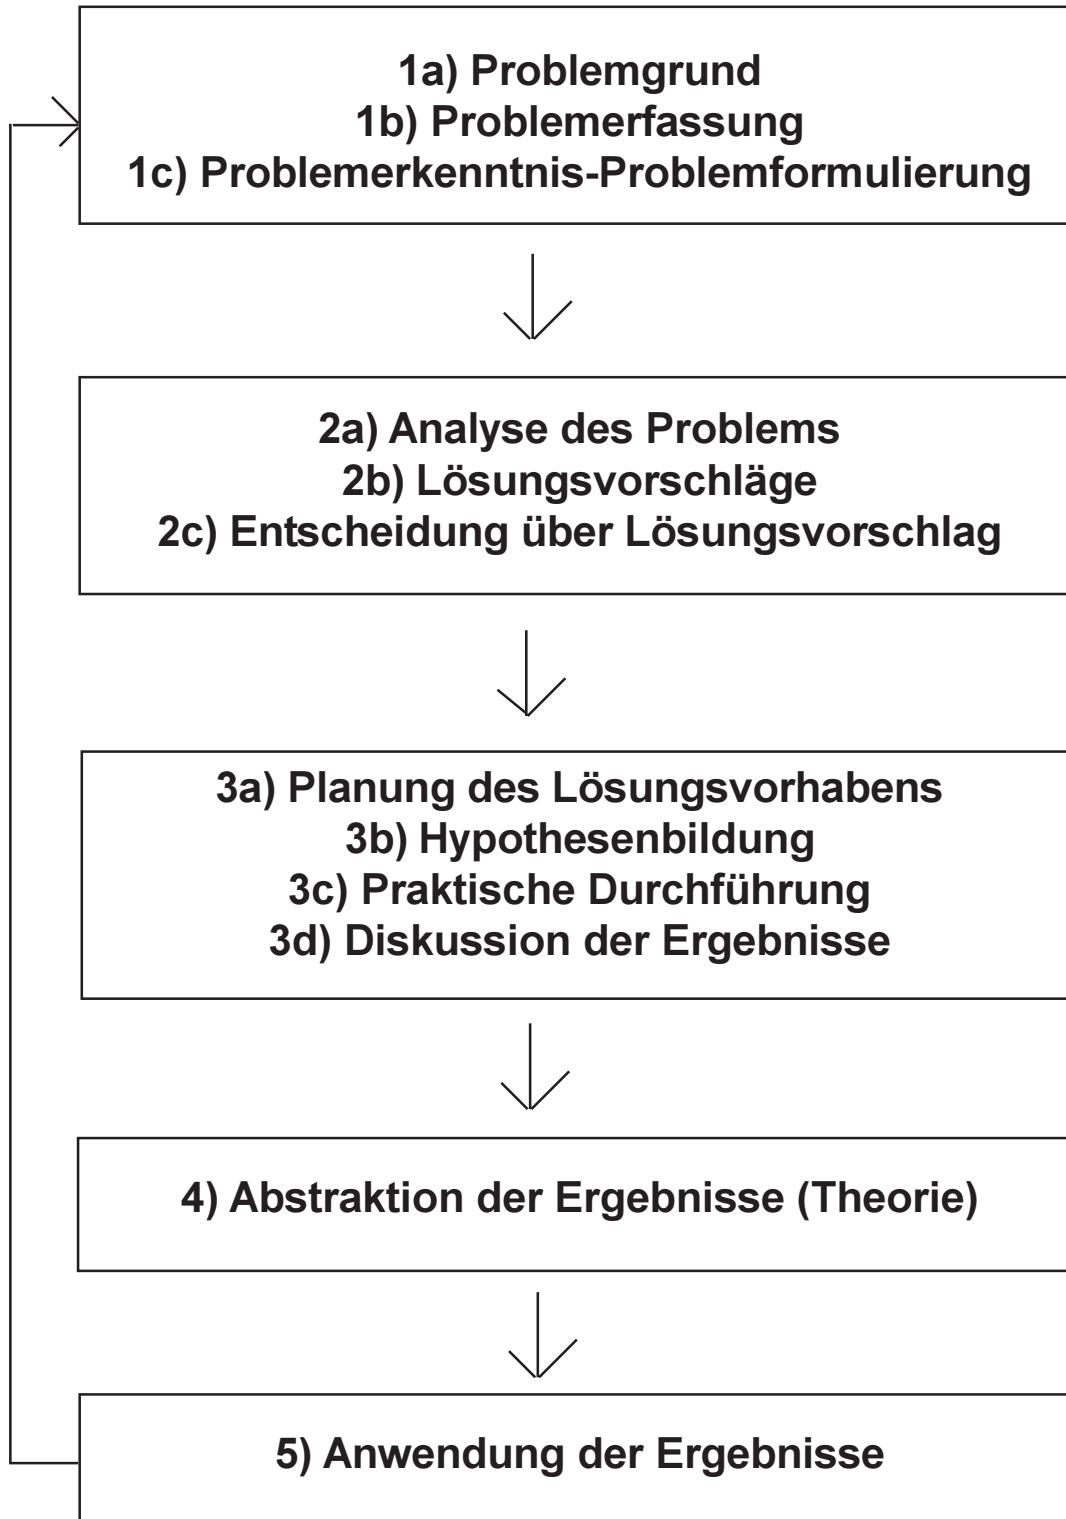 1a) Problemgrund
1b) Problemerfassung
1c) Problemerkenntnis-Problemformulierung
2a) Analyse des Problems
2b) Lösungsvorschläge
2c) Entscheidung über Lösungsvorschlag
3a) Planung des Lösungsvorhabens
3b) Hypothesenbildung
3c) Praktische Durchführung
3d) Diskussion der Ergebnisse
4) Abstraktion der Ergebnisse (Theorie)
5) Anwendung der Ergebnisse